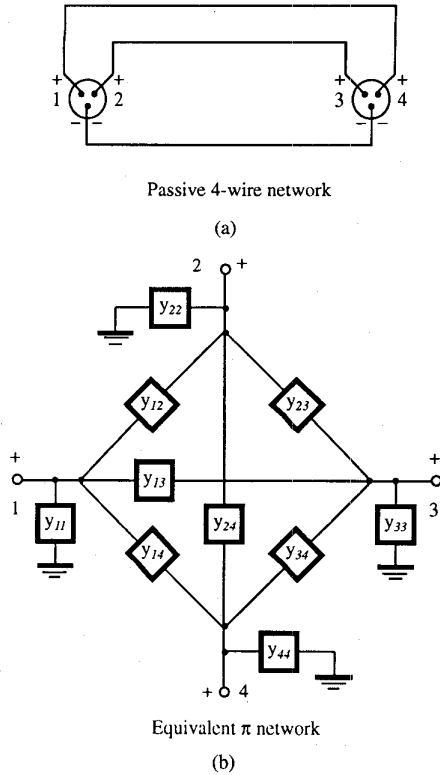 + + + +
1 2 3 4
– – – –
Passive 4-wire network
(a)
2 +
y22
y12 y23
+ +
1 y13 3
y11 y24 y33
y14 y34
y44
+ 4
Equivalent π network
(b)